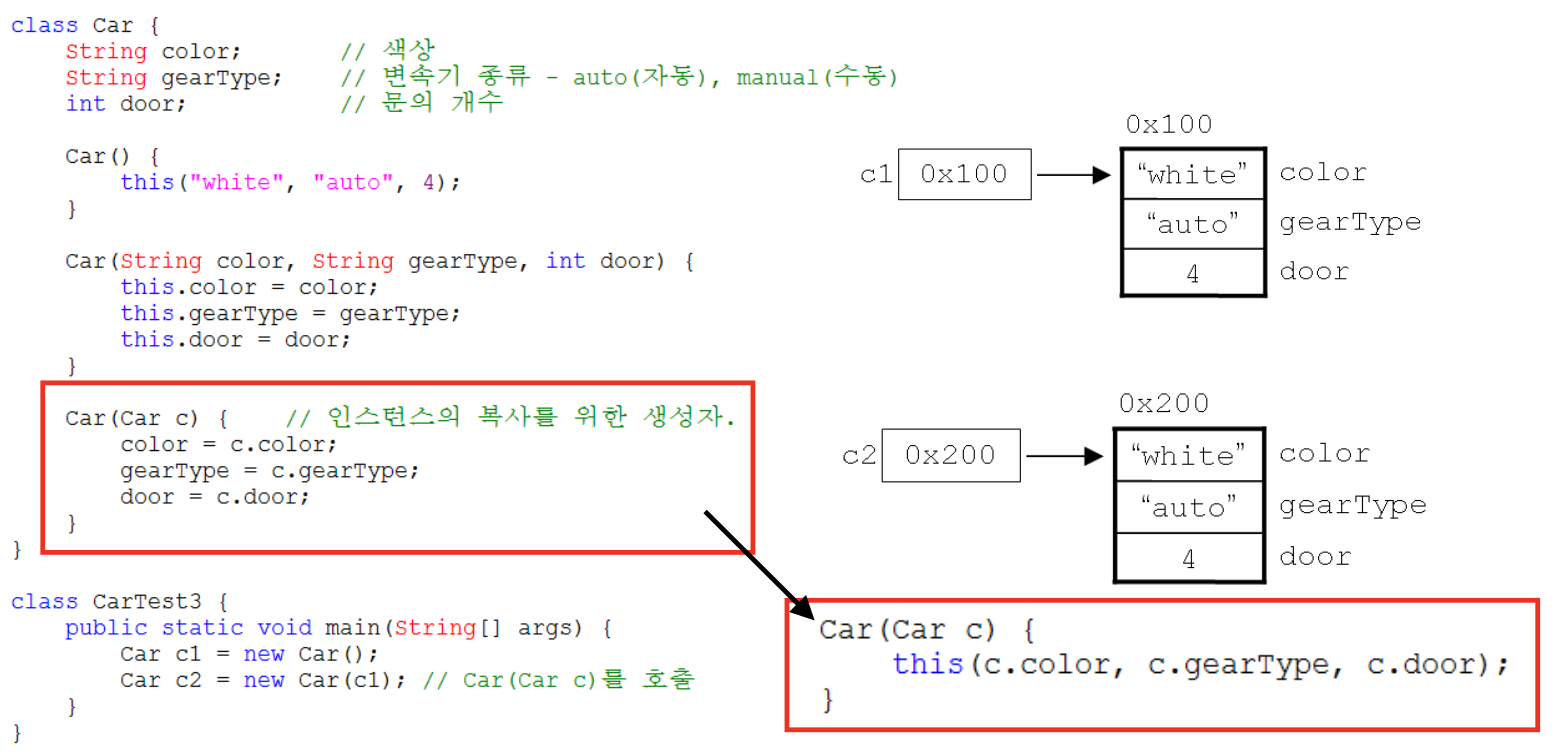 class Car {
    String color;       // 색상
    String gearType;    // 변속기 종류 - auto(자동), manual(수동)
    int door;           // 문의 개수

    Car() {
        this("white", "auto", 4);
    }

    Car(String color, String gearType, int door) {
        this.color = color;
        this.gearType = gearType;
        this.door = door;
    }

    Car(Car c) {    // 인스턴스의 복사를 위한 생성자.
        color = c.color;
        gearType = c.gearType;
        door = c.door;
    }
}

class CarTest3 {
    public static void main(String[] args) {
        Car c1 = new Car();
        Car c2 = new Car(c1); // Car(Car c)를 호출
    }
}
0x100
c1 0x100 “white” color
“auto” gearType
4 door
0x200
c2 0x200 “white” color
“auto” gearType
4 door
Car(Car c) {
    this(c.color, c.gearType, c.door);
}